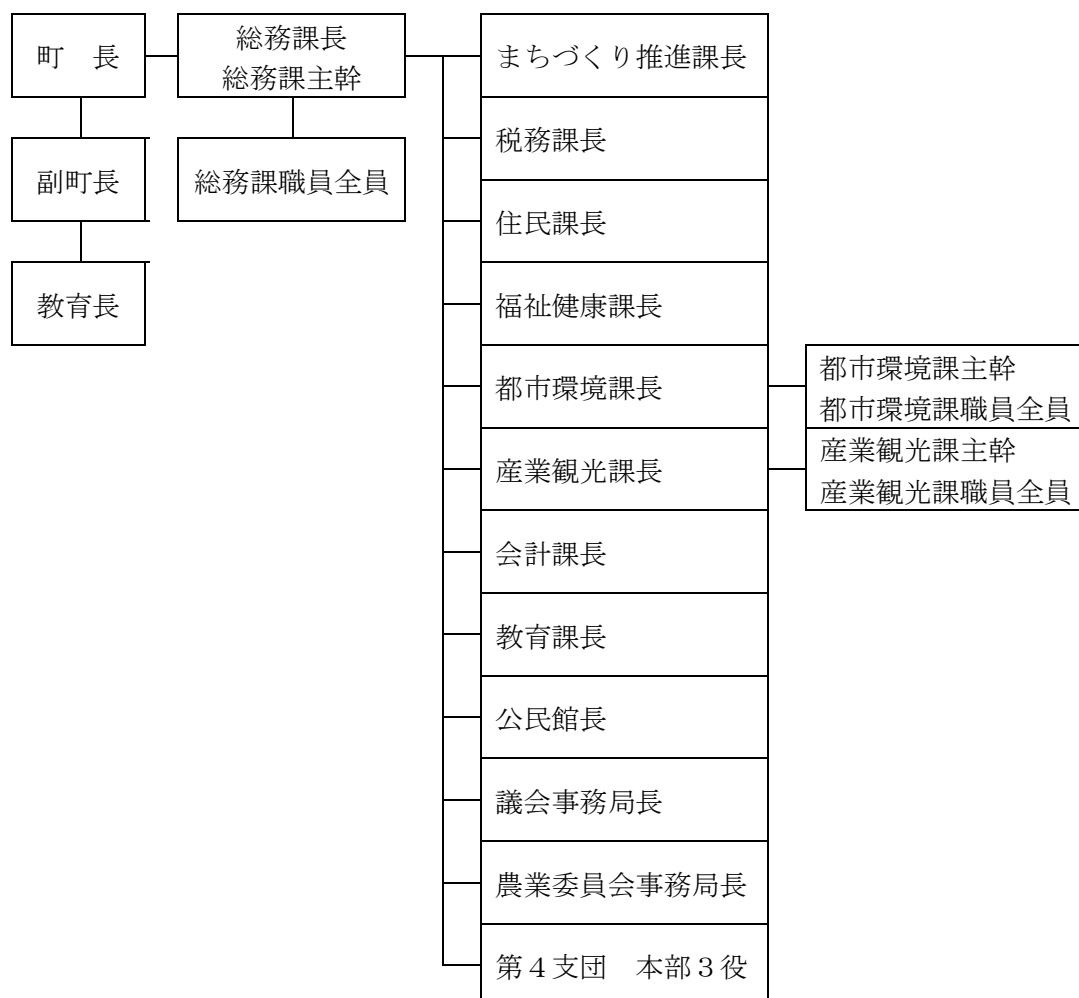 町　長
総務課長
総務課主幹
まちづくり推進課長
税務課長
副町長
総務課職員全員
住民課長
教育長
福祉健康課長
都市環境課長
都市環境課主幹
都市環境課職員全員
産業観光課長
産業観光課主幹
産業観光課職員全員
会計課長
教育課長
公民館長
議会事務局長
農業委員会事務局長
第４支団　本部３役